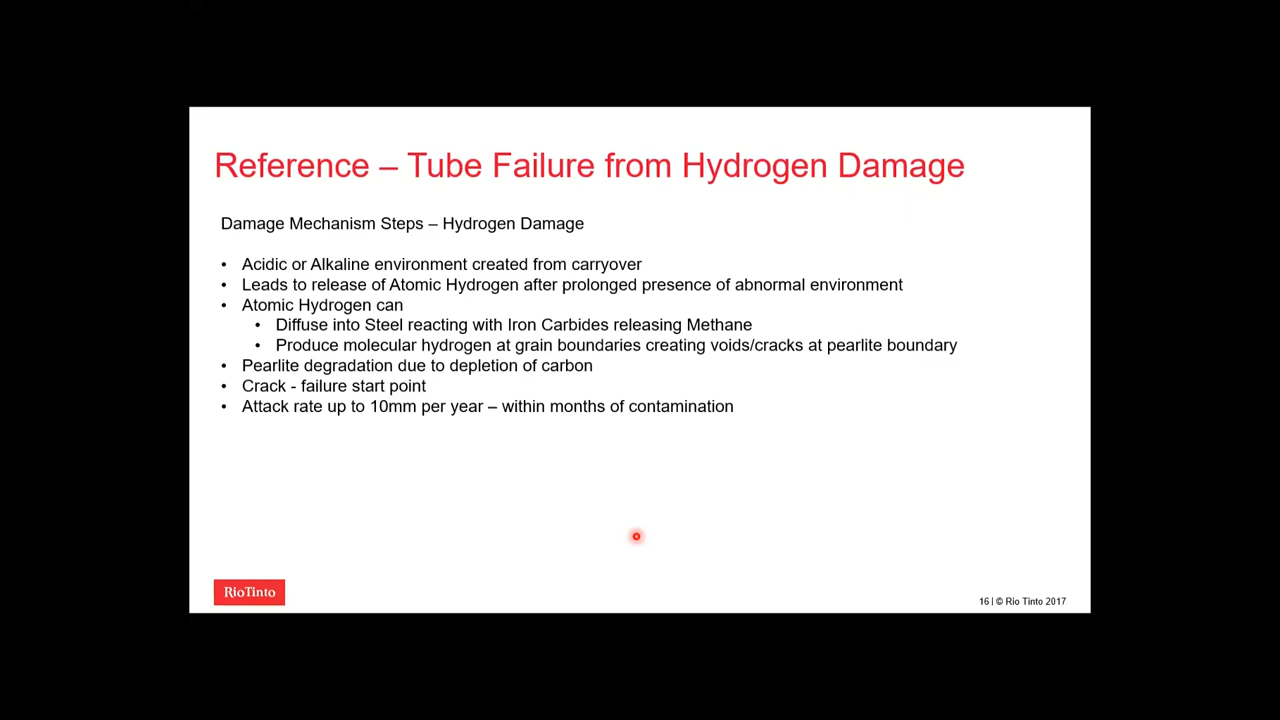 Reference – Tube Failure from Hydrogen Damage
Damage Mechanism Steps – Hydrogen Damage
• Acidic or Alkaline environment created from carryover
• Leads to release of Atomic Hydrogen after prolonged presence of abnormal environment
• Atomic Hydrogen can
• Diffuse into Steel reacting with Iron Carbides releasing Methane
• Produce molecular hydrogen at grain boundaries creating voids/cracks at pearlite boundary
• Pearlite degradation due to depletion of carbon
• Crack - failure start point
• Attack rate up to 10mm per year – within months of contamination
RioTinto
16 | © Rio Tinto 2017